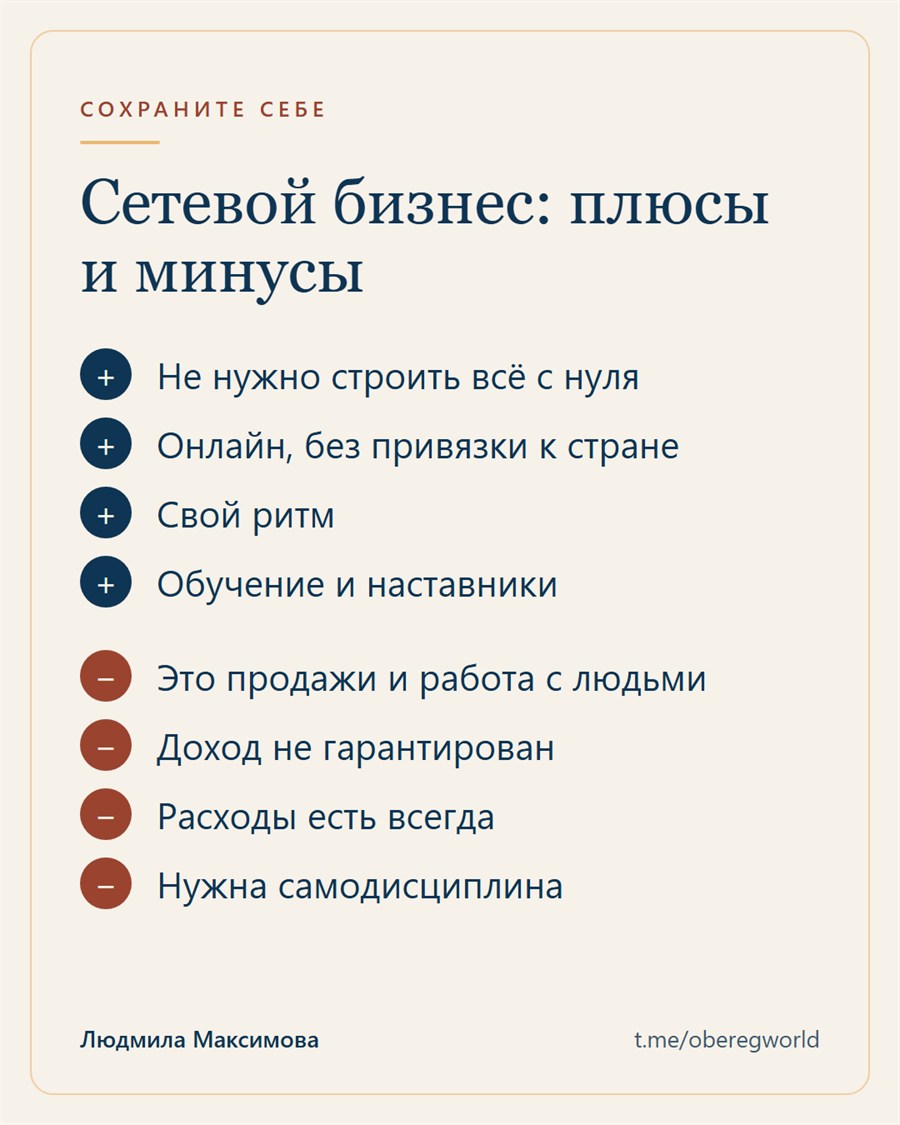 СОХРАНИТЕ СЕБЕ
Сетевой бизнес: плюсы
и минусы
+ Не нужно строить всё с нуля
+ Онлайн, без привязки к стране
+ Свой ритм
+ Обучение и наставники
– Это продажи и работа с людьми
– Доход не гарантирован
– Расходы есть всегда
– Нужна самодисциплина
Людмила Максимова
t.me/oberegworld